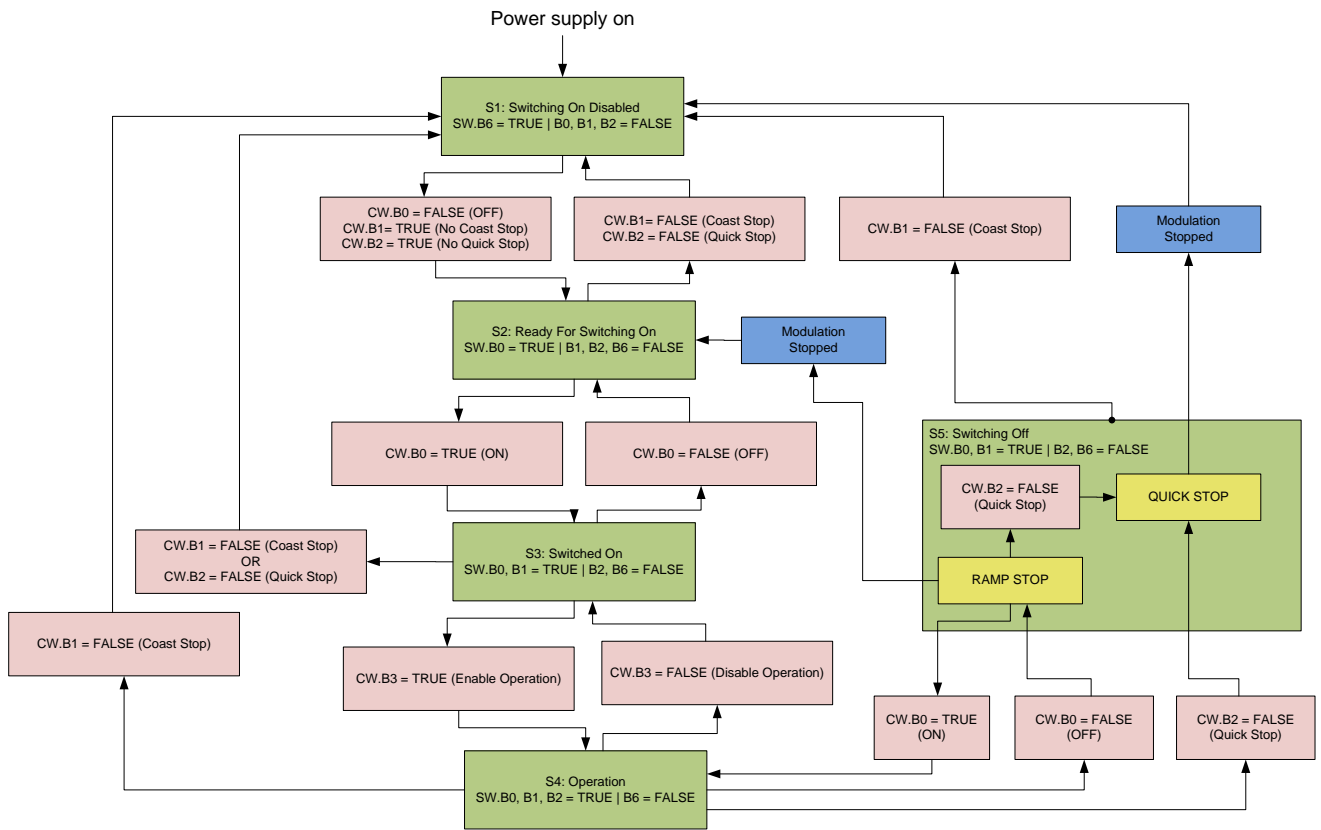 Power supply on
S1: Switching On Disabled
SW.B6 = TRUE | B0, B1, B2 = FALSE
CW.B0 = FALSE (OFF)
CW.B1= TRUE (No Coast Stop)
CW.B2 = TRUE (No Quick Stop)
CW.B1= FALSE (Coast Stop)
CW.B2 = FALSE (Quick Stop)
CW.B1 = FALSE (Coast Stop)
Modulation
Stopped
S2: Ready For Switching On
SW.B0 = TRUE | B1, B2, B6 = FALSE
Modulation
Stopped
CW.B0 = TRUE (ON)
CW.B0 = FALSE (OFF)
S5: Switching Off
SW.B0, B1 = TRUE | B2, B6 = FALSE
CW.B2 = FALSE
(Quick Stop)
QUICK STOP
RAMP STOP
CW.B1 = FALSE (Coast Stop)
OR
CW.B2 = FALSE (Quick Stop)
S3: Switched On
SW.B0, B1 = TRUE | B2, B6 = FALSE
CW.B1 = FALSE (Coast Stop)
CW.B3 = TRUE (Enable Operation)
CW.B3 = FALSE (Disable Operation)
CW.B0 = TRUE
(ON)
CW.B0 = FALSE
(OFF)
CW.B2 = FALSE
(Quick Stop)
S4: Operation
SW.B0, B1, B2 = TRUE | B6 = FALSE